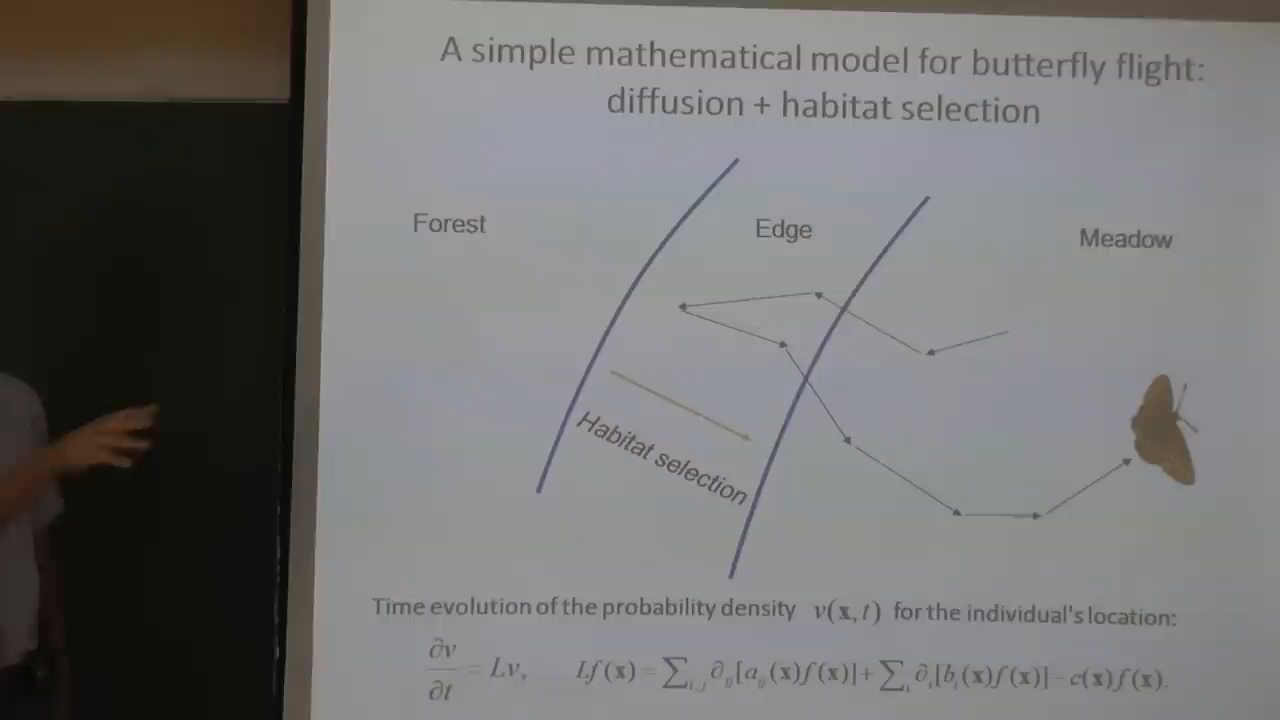 A simple mathematical model for butterfly flight:
diffusion + habitat selection
Forest
Edge
Meadow
Habitat selection
Time evolution of the probability density v(x, t) for the individual's location:
∂v/∂t = Lv, Lf(x) = ∑i,j ∂ij[aij(x)f(x)] + ∑i ∂i[bi(x)f(x)] − c(x)f(x).